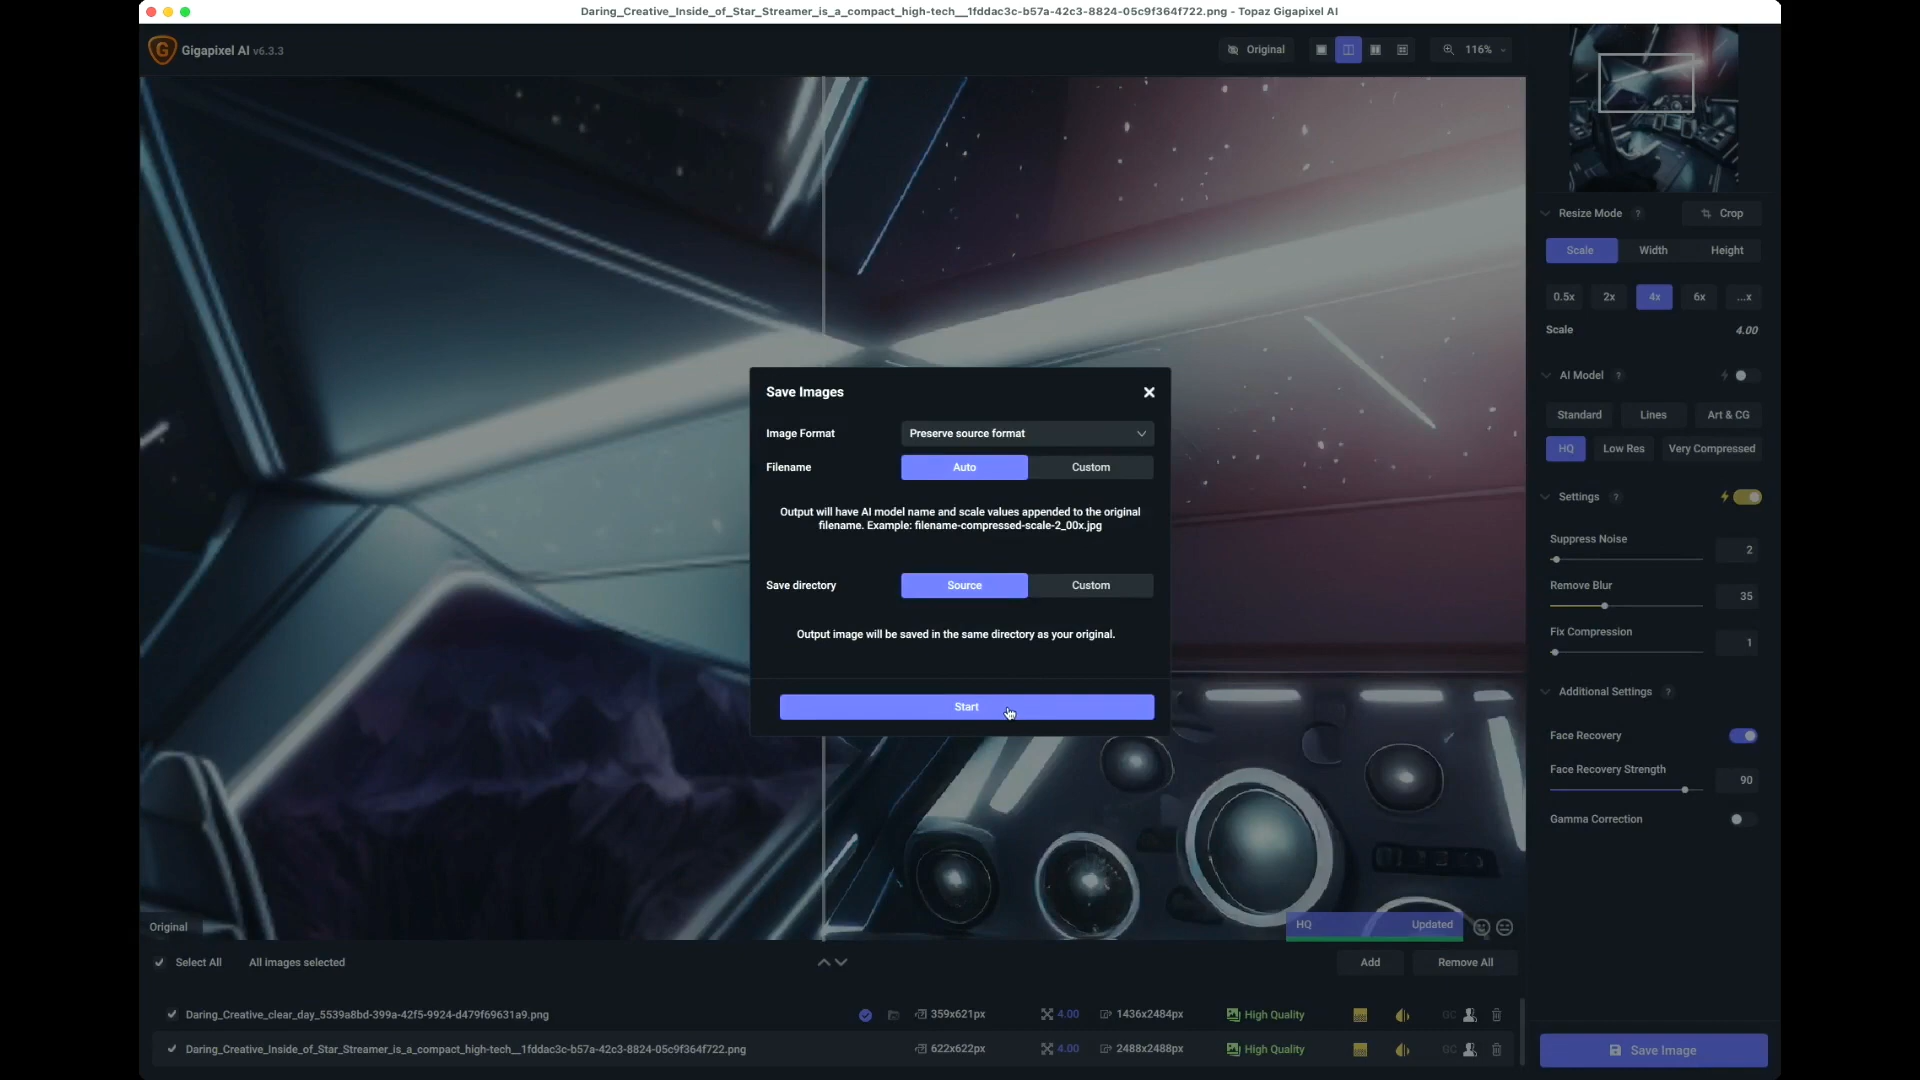 Daring_Creative_Inside_of_Star_Streamer_is_a_compact_high-tech__1fddac3c-b57a-42c3-8824-05c9f364f722.png - Topaz Gigapixel AI
G Gigapixel AI v6.3.3
Original
116%
Resize Mode ?
Crop
Scale Width Height
0.5x 2x 4x 6x ...x
Scale 4.00
AI Model ?
Standard Lines Art & CG
HQ Low Res Very Compressed
Settings ?
Suppress Noise 2
Remove Blur 35
Fix Compression 1
Additional Settings ?
Face Recovery
Face Recovery Strength 90
Gamma Correction
Save Images
Image Format Preserve source format
Filename Auto Custom
Output will have AI model name and scale values appended to the original
filename. Example: filename-compressed-scale-2_00x.jpg
Save directory Source Custom
Output image will be saved in the same directory as your original.
Start
Original
HQ Updated
Select All All images selected Add Remove All
Daring_Creative_clear_day_5539a8bd-399a-42f5-9924-d479f69631a9.png 359x621px 4.00 1436x2484px High Quality GC
Daring_Creative_Inside_of_Star_Streamer_is_a_compact_high-tech__1fddac3c-b57a-42c3-8824-05c9f364f722.png 622x622px 4.00 2488x2488px High Quality GC
Save Image